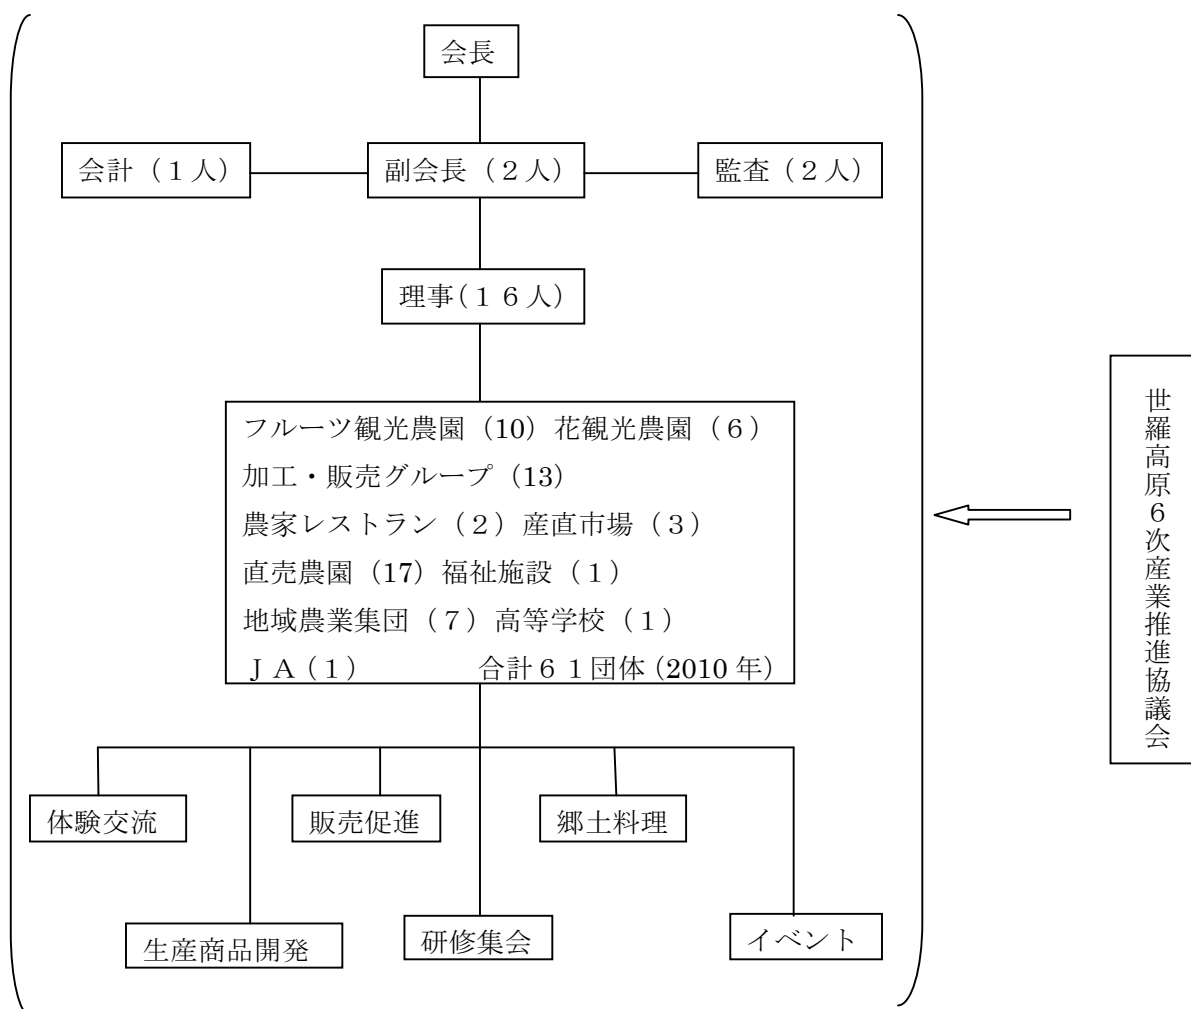 会長
会計（１人）
副会長（２人）
監査（２人）
理事（１６人）
フルーツ観光農園（10）花観光農園（６）
加工・販売グループ（13）
農家レストラン（２）産直市場（３）
直売農園（17）福祉施設（１）
地域農業集団（７）高等学校（１）
ＪＡ（１）　合計６１団体（2010年）
体験交流
販売促進
郷土料理
生産商品開発
研修集会
イベント
世羅高原６次産業推進協議会